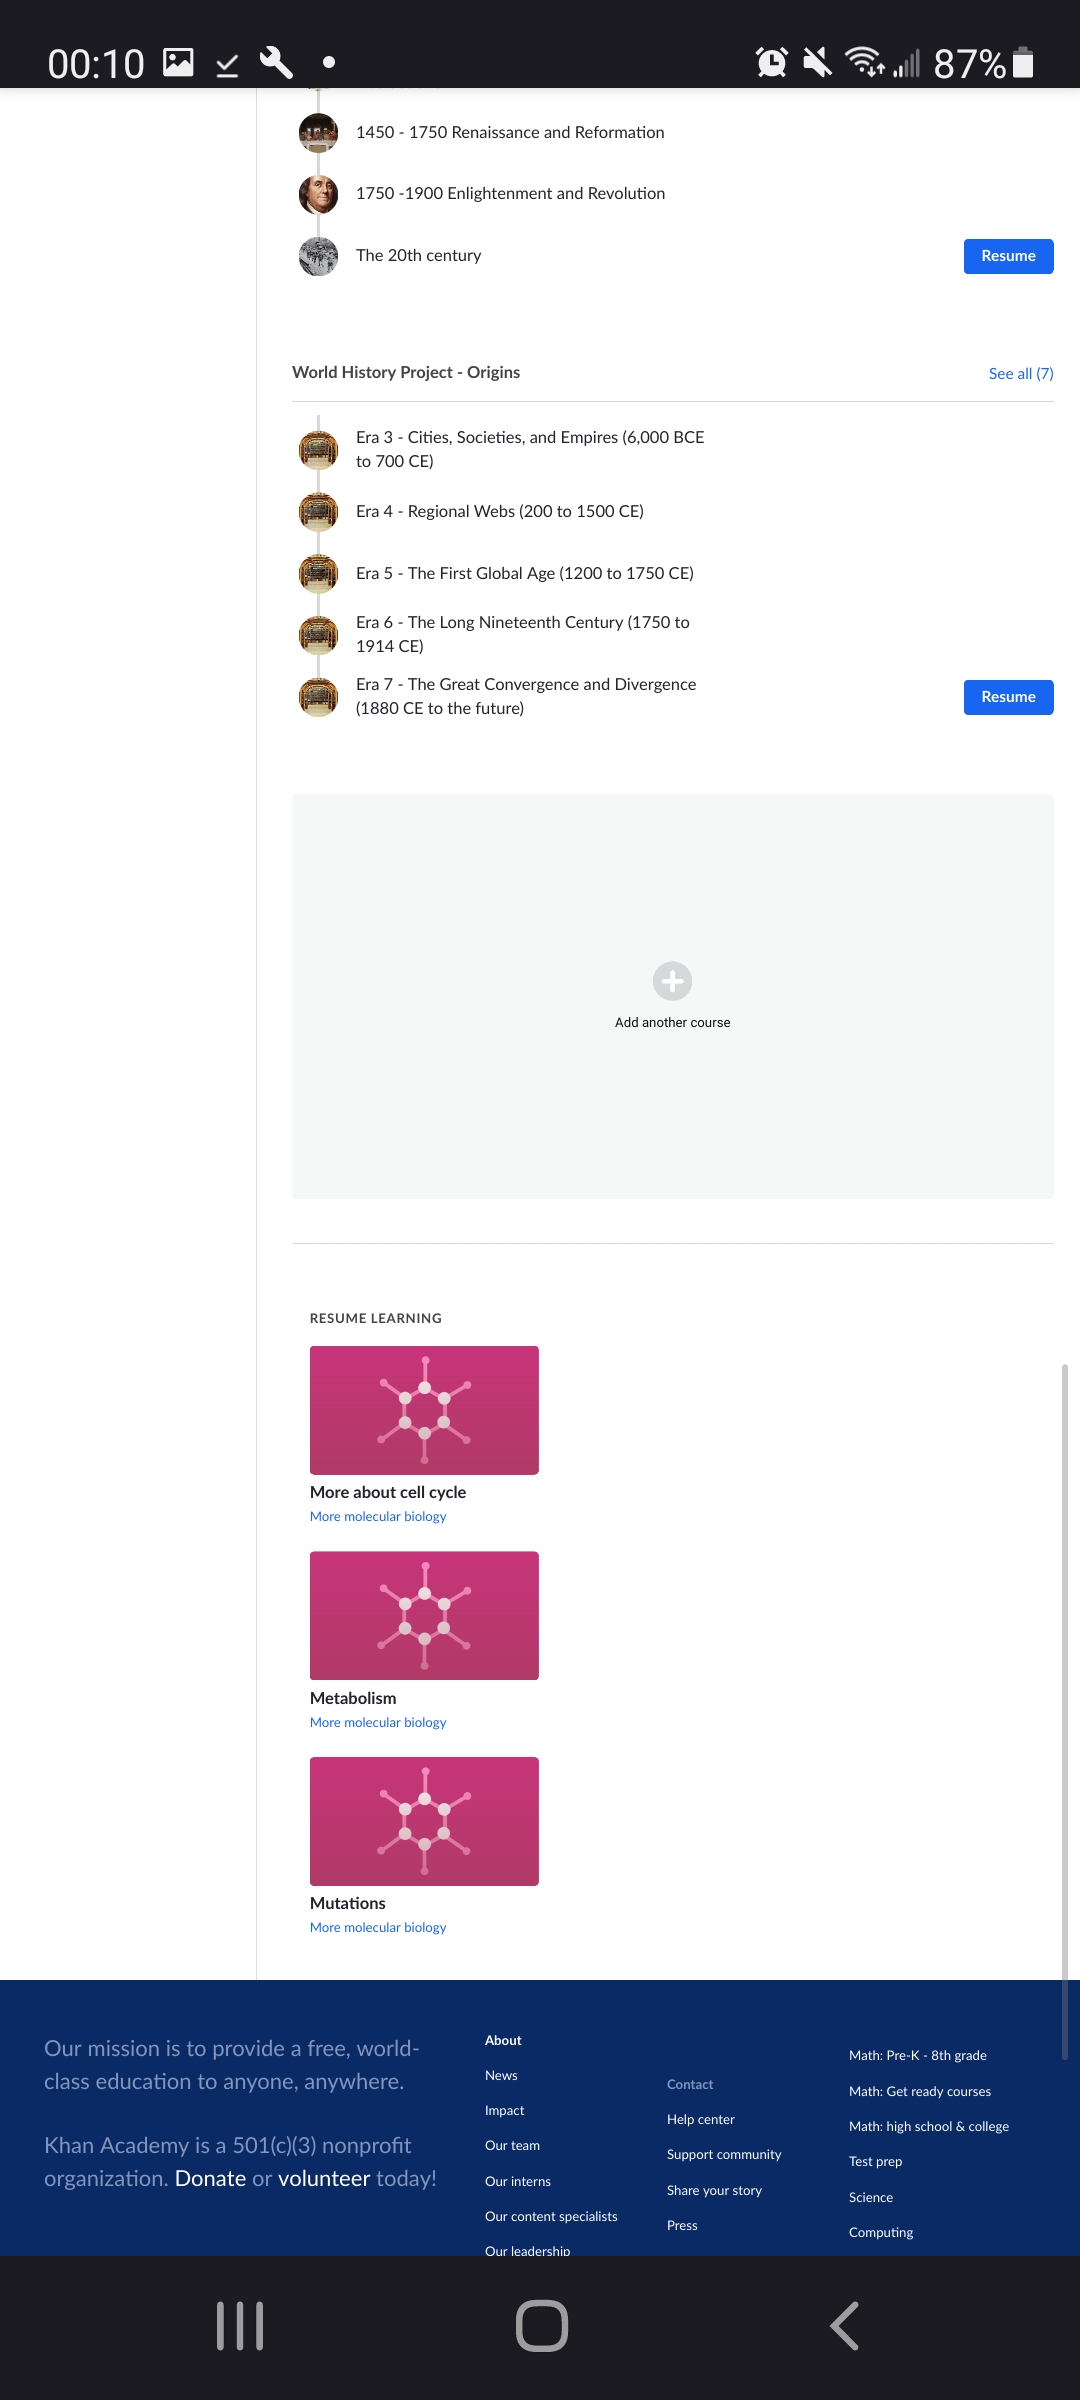 00:10
87%
1450 - 1750 Renaissance and Reformation
1750 -1900 Enlightenment and Revolution
The 20th century
Resume
World History Project - Origins
See all (7)
Era 3 - Cities, Societies, and Empires (6,000 BCE
to 700 CE)
Era 4 - Regional Webs (200 to 1500 CE)
Era 5 - The First Global Age (1200 to 1750 CE)
Era 6 - The Long Nineteenth Century (1750 to
1914 CE)
Era 7 - The Great Convergence and Divergence
(1880 CE to the future)
Resume
Add another course
RESUME LEARNING
More about cell cycle
More molecular biology
Metabolism
More molecular biology
Mutations
More molecular biology
Our mission is to provide a free, world-
class education to anyone, anywhere.
Khan Academy is a 501(c)(3) nonprofit
organization. Donate or volunteer today!
About
News
Impact
Our team
Our interns
Our content specialists
Our leadership
Contact
Help center
Support community
Share your story
Press
Math: Pre-K - 8th grade
Math: Get ready courses
Math: high school & college
Test prep
Science
Computing